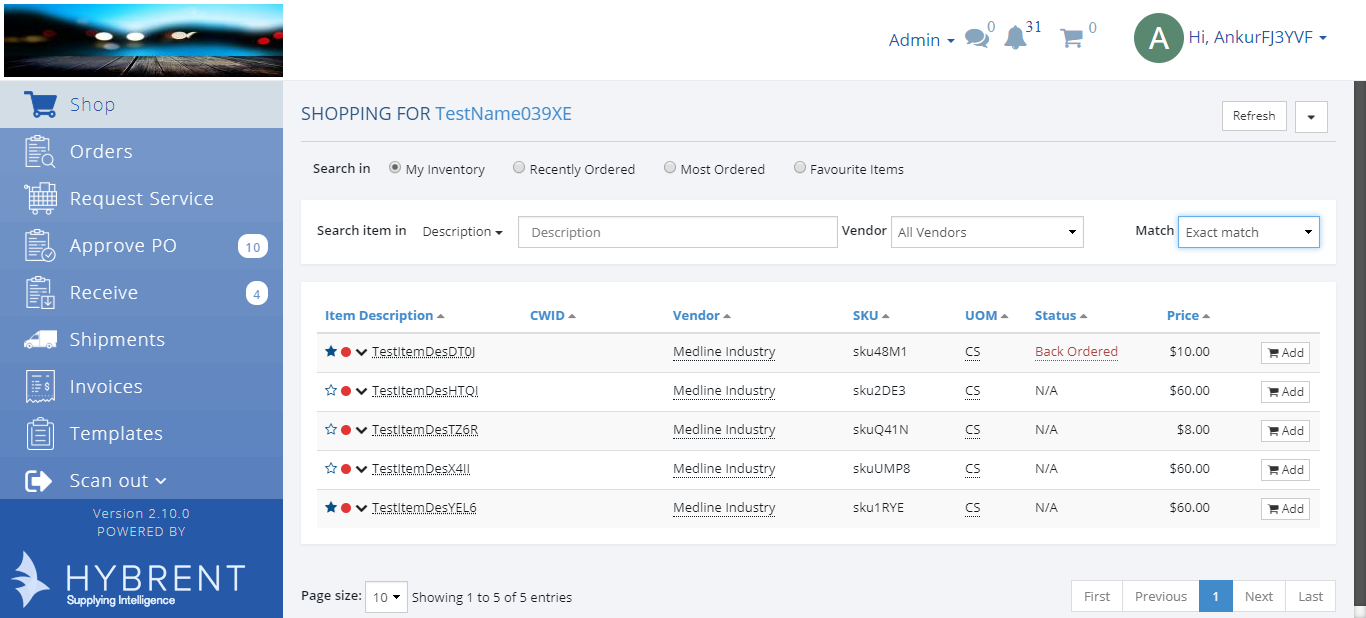 Admin 0 31 0 A Hi, AnkurFJ3YVF
Shop
Orders
Request Service
Approve PO 10
Receive 4
Shipments
Invoices
Templates
Scan out
Version 2.10.0
POWERED BY
HYBRENT
Supplying Intelligence
SHOPPING FOR TestName039XE Refresh
Search in My Inventory Recently Ordered Most Ordered Favourite Items
Search item in Description Description Vendor All Vendors Match Exact match
Item Description CWID Vendor SKU UOM Status Price
TestItemDesDT0J Medline Industry sku48M1 CS Back Ordered $10.00 Add
TestItemDesHTQI Medline Industry sku2DE3 CS N/A $60.00 Add
TestItemDesTZ6R Medline Industry skuQ41N CS N/A $8.00 Add
TestItemDesX4II Medline Industry skuUMP8 CS N/A $60.00 Add
TestItemDesYEL6 Medline Industry sku1RYE CS N/A $60.00 Add
Page size: 10 Showing 1 to 5 of 5 entries First Previous 1 Next Last